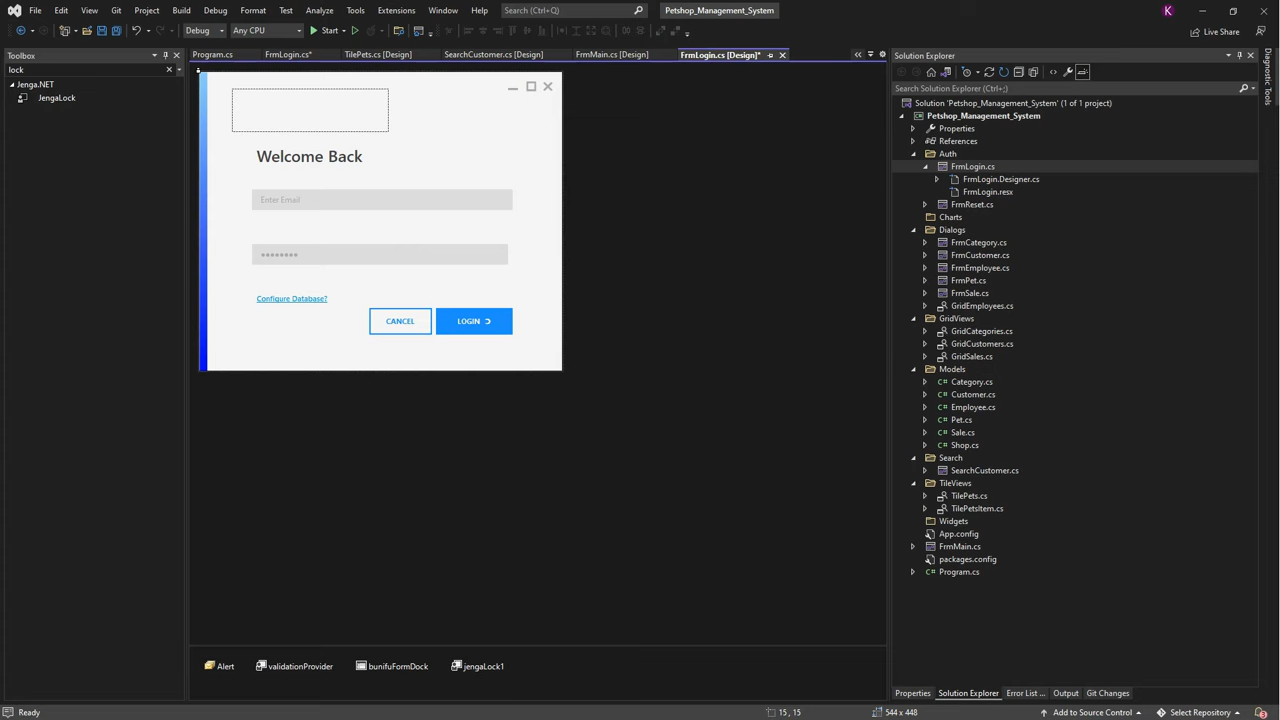 File Edit View Git Project Build Debug Format Test Analyze Tools Extensions Window Help Search (Ctrl+Q) Petshop_Management_System K
Debug Any CPU Start Live Share
Toolbox
lock
Jenga.NET
JengaLock
Program.cs FrmLogin.cs* TilePets.cs [Design] SearchCustomer.cs [Design] FrmMain.cs [Design] FrmLogin.cs [Design]*
Welcome Back
Enter Email
Configure Database?
CANCEL LOGIN
Alert validationProvider bunifuFormDock jengaLock1
Solution Explorer
Search Solution Explorer (Ctrl+;)
Solution 'Petshop_Management_System' (1 of 1 project)
Petshop_Management_System
Properties
References
Auth
FrmLogin.cs
FrmLogin.Designer.cs
FrmLogin.resx
FrmReset.cs
Charts
Dialogs
FrmCategory.cs
FrmCustomer.cs
FrmEmployee.cs
FrmPet.cs
FrmSale.cs
GridEmployees.cs
GridViews
GridCategories.cs
GridCustomers.cs
GridSales.cs
Models
C# Category.cs
C# Customer.cs
C# Employee.cs
C# Pet.cs
C# Sale.cs
C# Shop.cs
Search
SearchCustomer.cs
TileViews
TilePets.cs
TilePetsItem.cs
Widgets
App.config
FrmMain.cs
packages.config
C# Program.cs
Diagnostic Tools
Properties Solution Explorer Error List ... Output Git Changes
Ready 15 , 15 544 x 448 Add to Source Control Select Repository